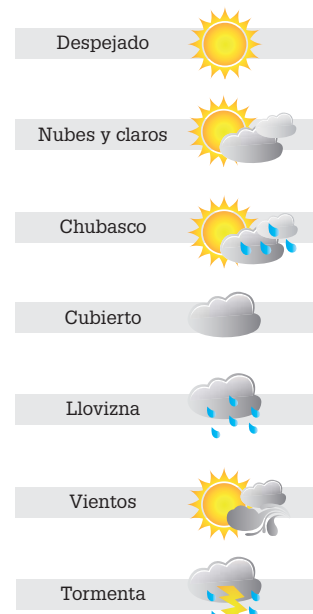 Despejado
Nubes y claros
Chubasco
Cubierto
Llovizna
Vientos
Tormenta